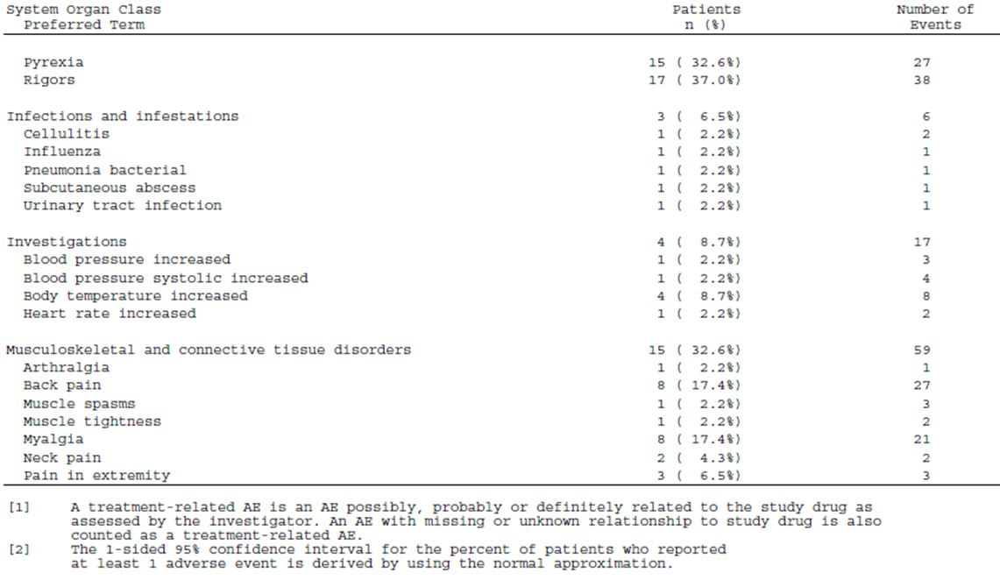 System Organ Class Patients Number of
Preferred Term n (%) Events
Pyrexia 15 ( 32.6%) 27
Rigors 17 ( 37.0%) 38
Infections and infestations 3 ( 6.5%) 6
Cellulitis 1 ( 2.2%) 2
Influenza 1 ( 2.2%) 1
Pneumonia bacterial 1 ( 2.2%) 1
Subcutaneous abscess 1 ( 2.2%) 1
Urinary tract infection 1 ( 2.2%) 1
Investigations 4 ( 8.7%) 17
Blood pressure increased 1 ( 2.2%) 3
Blood pressure systolic increased 1 ( 2.2%) 4
Body temperature increased 4 ( 8.7%) 8
Heart rate increased 1 ( 2.2%) 2
Musculoskeletal and connective tissue disorders 15 ( 32.6%) 59
Arthralgia 1 ( 2.2%) 1
Back pain 8 ( 17.4%) 27
Muscle spasms 1 ( 2.2%) 3
Muscle tightness 1 ( 2.2%) 2
Myalgia 8 ( 17.4%) 21
Neck pain 2 ( 4.3%) 2
Pain in extremity 3 ( 6.5%) 3
[1] A treatment-related AE is an AE possibly, probably or definitely related to the study drug as
assessed by the investigator. An AE with missing or unknown relationship to study drug is also
counted as a treatment-related AE.
[2] The 1-sided 95% confidence interval for the percent of patients who reported
at least 1 adverse event is derived by using the normal approximation.